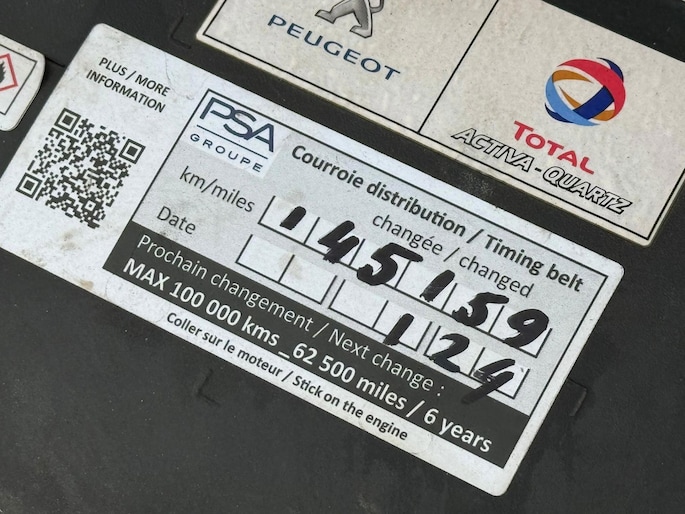 PEUGEOT
TOTAL
ACTIVA-QUARTZ
PLUS / MORE
INFORMATION
PSA
GROUPE
Courroie distribution / Timing belt
changée / changed
km/miles
145159
Date
124
Prochain changement / Next change :
MAX 100 000 kms _ 62 500 miles / 6 years
Coller sur le moteur / Stick on the engine